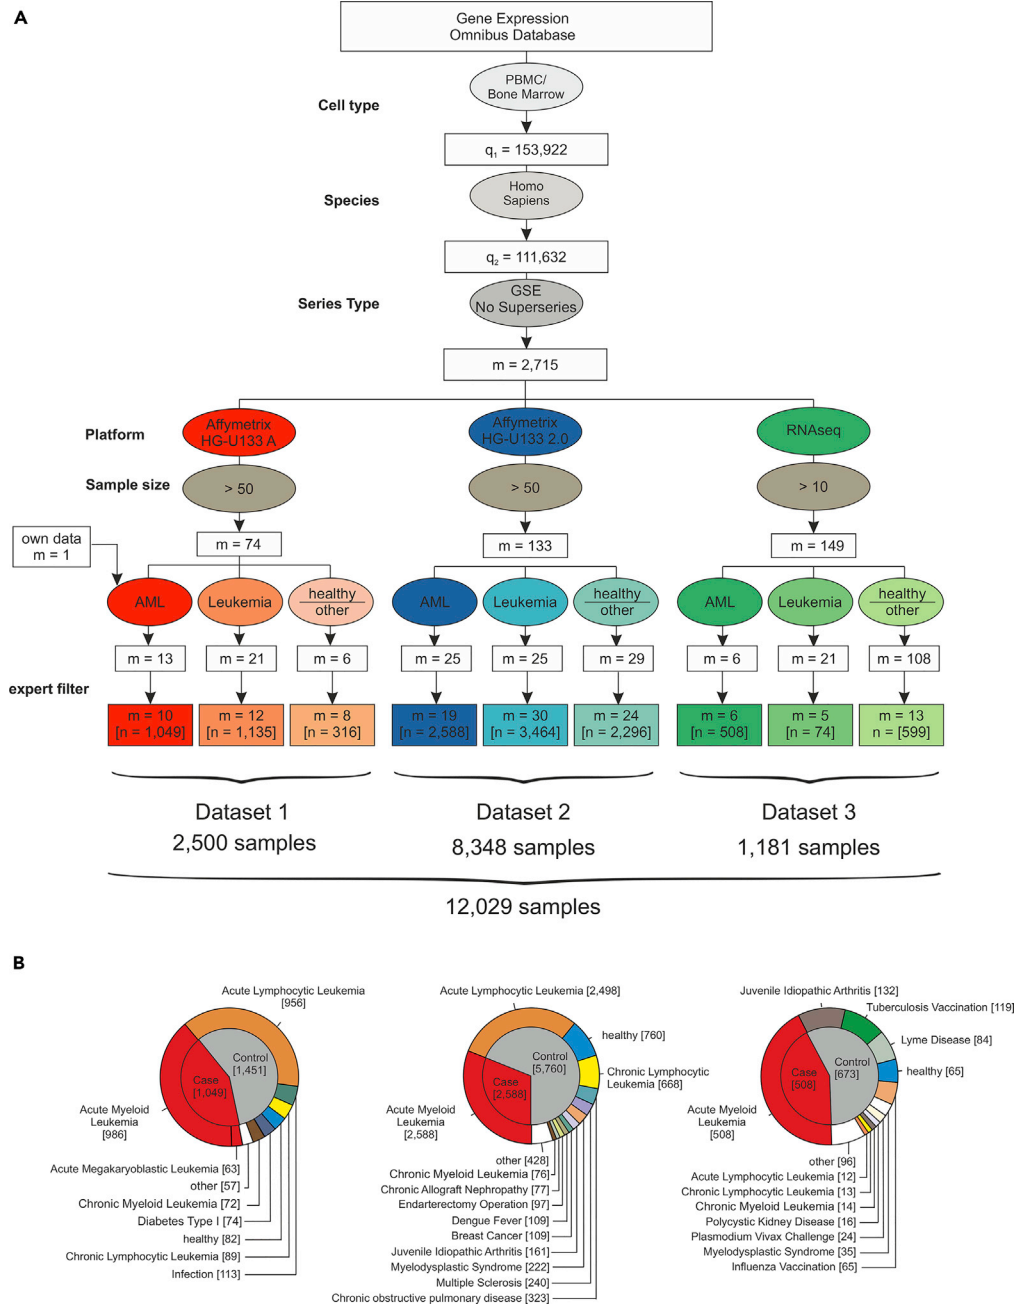 A
Gene Expression
Omnibus Database
PBMC/
Bone Marrow
Cell type
q1 = 153,922
Homo
Sapiens
Species
q2 = 111,632
GSE
No Superseries
Series Type
m = 2,715
Platform
Affymetrix
HG-U133 A
Affymetrix
HG-U133 2.0
RNAseq
Sample size
> 50
> 50
> 10
own data
m = 1
m = 74
m = 133
m = 149
AML
Leukemia
healthy
other
AML
Leukemia
healthy
other
AML
Leukemia
healthy
other
m = 13
m = 21
m = 6
m = 25
m = 25
m = 29
m = 6
m = 21
m = 108
expert filter
m = 10
[n = 1,049]
m = 12
[n = 1,135]
m = 8
[n = 316]
m = 19
[n = 2,588]
m = 30
[n = 3,464]
m = 24
[n = 2,296]
m = 6
[n = 508]
m = 5
[n = 74]
m = 13
n = [599]
Dataset 1
2,500 samples
Dataset 2
8,348 samples
Dataset 3
1,181 samples
12,029 samples
B
Acute Lymphocytic Leukemia
[956]
Control
[1,451]
Case
[1,049]
Acute Myeloid
Leukemia
[986]
Acute Megakaryoblastic Leukemia [63]
other [57]
Chronic Myeloid Leukemia [72]
Diabetes Type I [74]
healthy [82]
Chronic Lymphocytic Leukemia [89]
Infection [113]
Acute Lymphocytic Leukemia [2,498]
healthy [760]
Control
[5,760]
Chronic Lymphocytic
Leukemia [668]
Case
[2,588]
Acute Myeloid
Leukemia
[2,588]
other [428]
Chronic Myeloid Leukemia [76]
Chronic Allograft Nephropathy [77]
Endarterectomy Operation [97]
Dengue Fever [109]
Breast Cancer [109]
Juvenile Idiopathic Arthritis [161]
Myelodysplastic Syndrome [222]
Multiple Sclerosis [240]
Chronic obstructive pulmonary disease [323]
Juvenile Idiopathic Arthritis [132]
Tuberculosis Vaccination [119]
Lyme Disease [84]
Control
[673]
healthy [65]
Case
[508]
Acute Myeloid
Leukemia
[508]
other [96]
Acute Lymphocytic Leukemia [12]
Chronic Lymphocytic Leukemia [13]
Chronic Myeloid Leukemia [14]
Polycystic Kidney Disease [16]
Plasmodium Vivax Challenge [24]
Myelodysplastic Syndrome [35]
Influenza Vaccination [65]